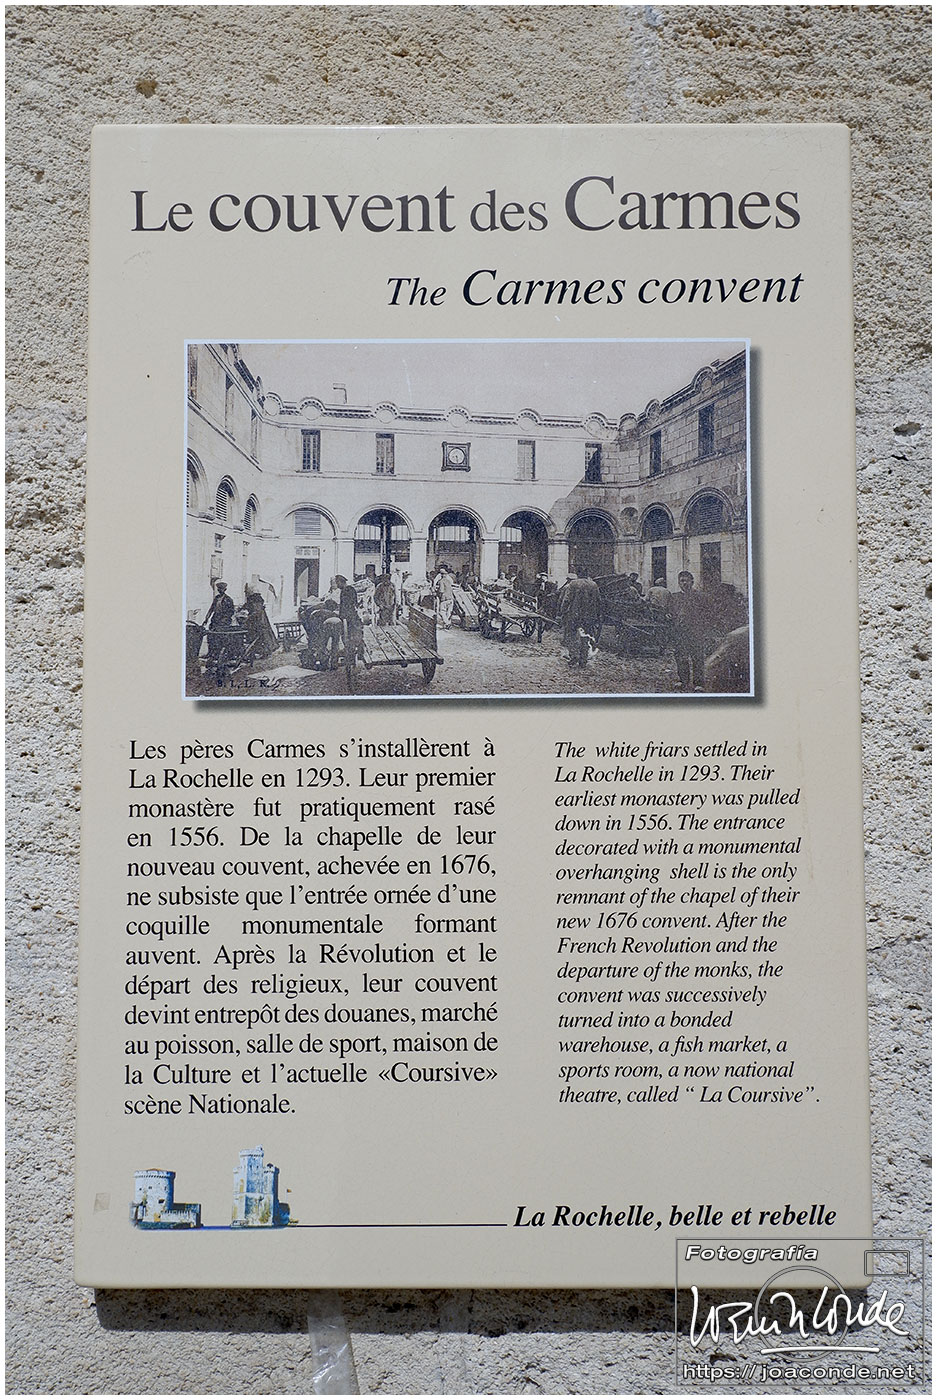 Le couvent des Carmes
The Carmes convent
Les pères Carmes s'installèrent à
La Rochelle en 1293. Leur premier
monastère fut pratiquement rasé
en 1556. De la chapelle de leur
nouveau couvent, achevée en 1676,
ne subsiste que l'entrée ornée d'une
coquille monumentale formant
auvent. Après la Révolution et le
départ des religieux, leur couvent
devint entrepôt des douanes, marché
au poisson, salle de sport, maison de
la Culture et l'actuelle «Coursive»
scène Nationale.
The white friars settled in
La Rochelle in 1293. Their
earliest monastery was pulled
down in 1556. The entrance
decorated with a monumental
overhanging shell is the only
remnant of the chapel of their
new 1676 convent. After the
French Revolution and the
departure of the monks, the
convent was successively
turned into a bonded
warehouse, a fish market, a
sports room, a now national
theatre, called " La Coursive".
La Rochelle, belle et rebelle
Fotografía
https://joaconde.net